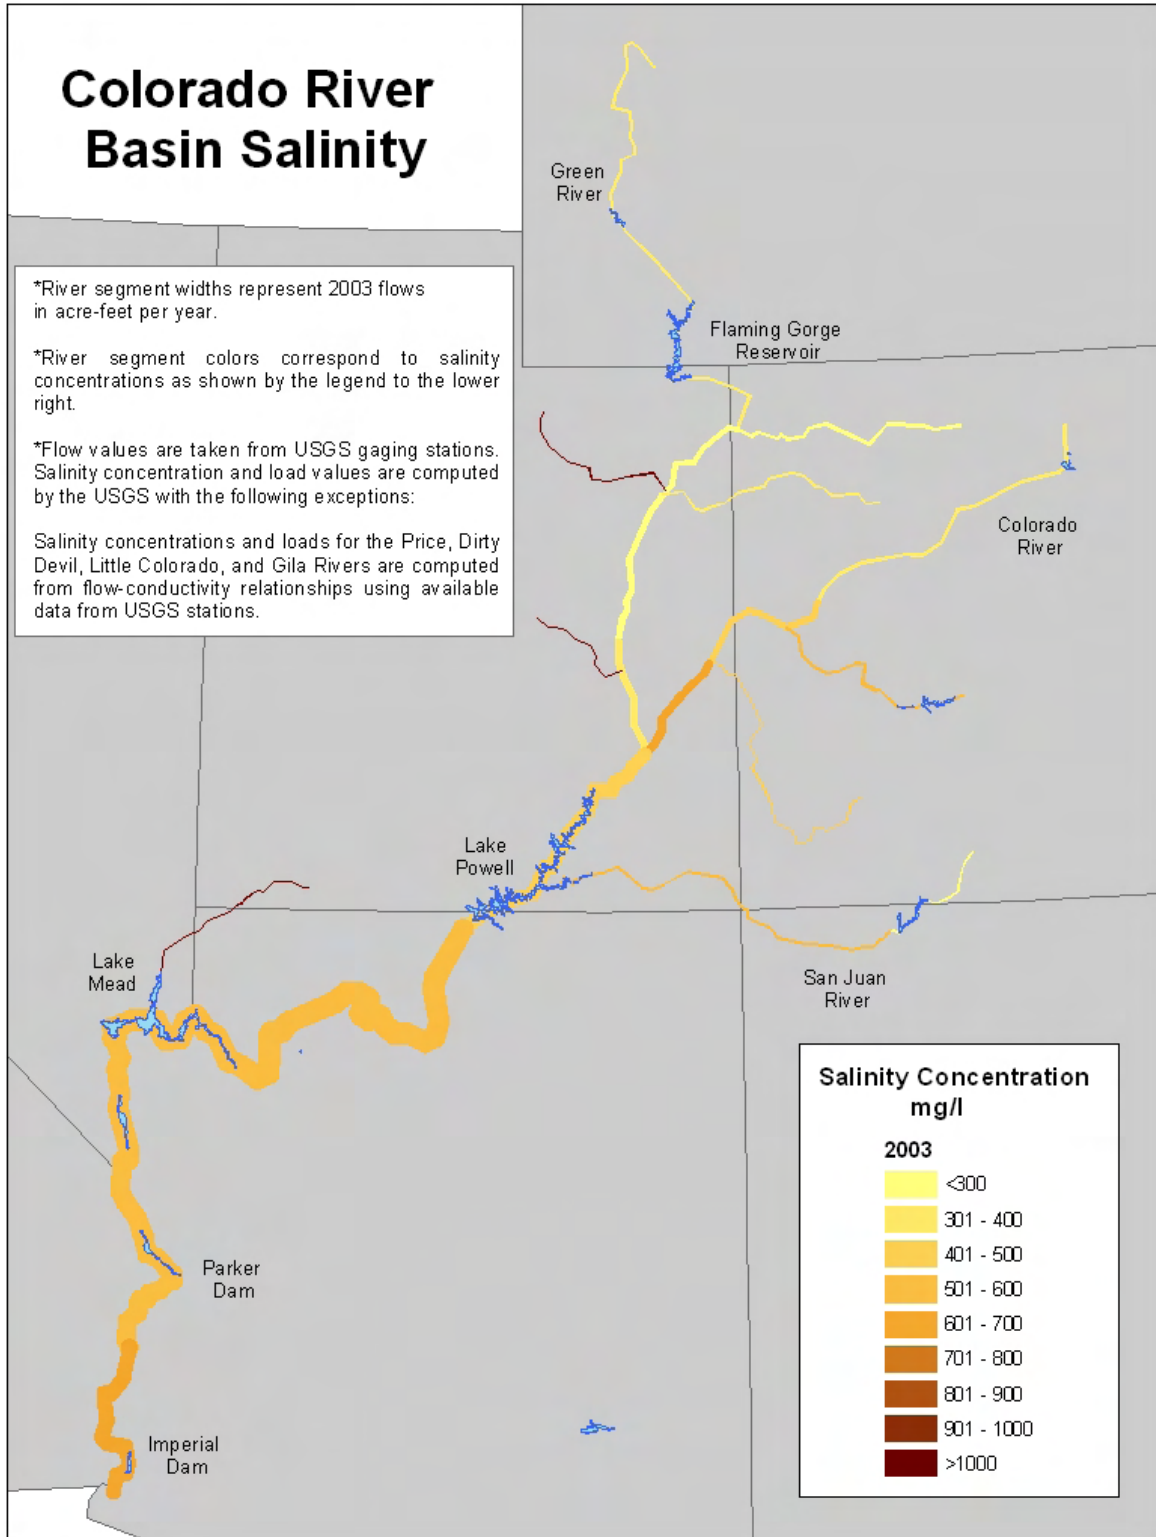 Colorado River
Basin Salinity
*River segment widths represent 2003 flows
in acre-feet per year.
*River segment colors correspond to salinity
concentrations as shown by the legend to the lower
right.
*Flow values are taken from USGS gaging stations.
Salinity concentration and load values are computed
by the USGS with the following exceptions:
Salinity concentrations and loads for the Price, Dirty
Devil, Little Colorado, and Gila Rivers are computed
from flow-conductivity relationships using available
data from USGS stations.
Green
River
Flaming Gorge
Reservoir
Colorado
River
Lake
Powell
Lake
Mead
San Juan
River
Parker
Dam
Imperial
Dam
Salinity Concentration
mg/l
2003
<300
301 - 400
401 - 500
501 - 600
601 - 700
701 - 800
801 - 900
901 - 1000
>1000